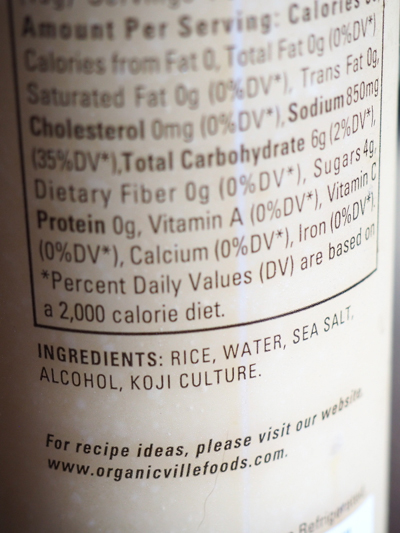 Amount Per Serving: Calories
Calories from Fat 0, Total Fat 0g (0%DV*)
Saturated Fat 0g (0%DV*), Trans Fat 0g,
Cholesterol 0mg (0%DV*), Sodium 850mg
(35%DV*), Total Carbohydrate 6g (2%DV*),
Dietary Fiber 0g (0%DV*), Sugars 4g,
Protein 0g, Vitamin A (0%DV*), Vitamin C
(0%DV*), Calcium (0%DV*), Iron (0%DV*).
*Percent Daily Values (DV) are based on
a 2,000 calorie diet.
INGREDIENTS: RICE, WATER, SEA SALT,
ALCOHOL, KOJI CULTURE.
For recipe ideas, please visit our website.
www.organicvillefoods.com.
Refrigerated